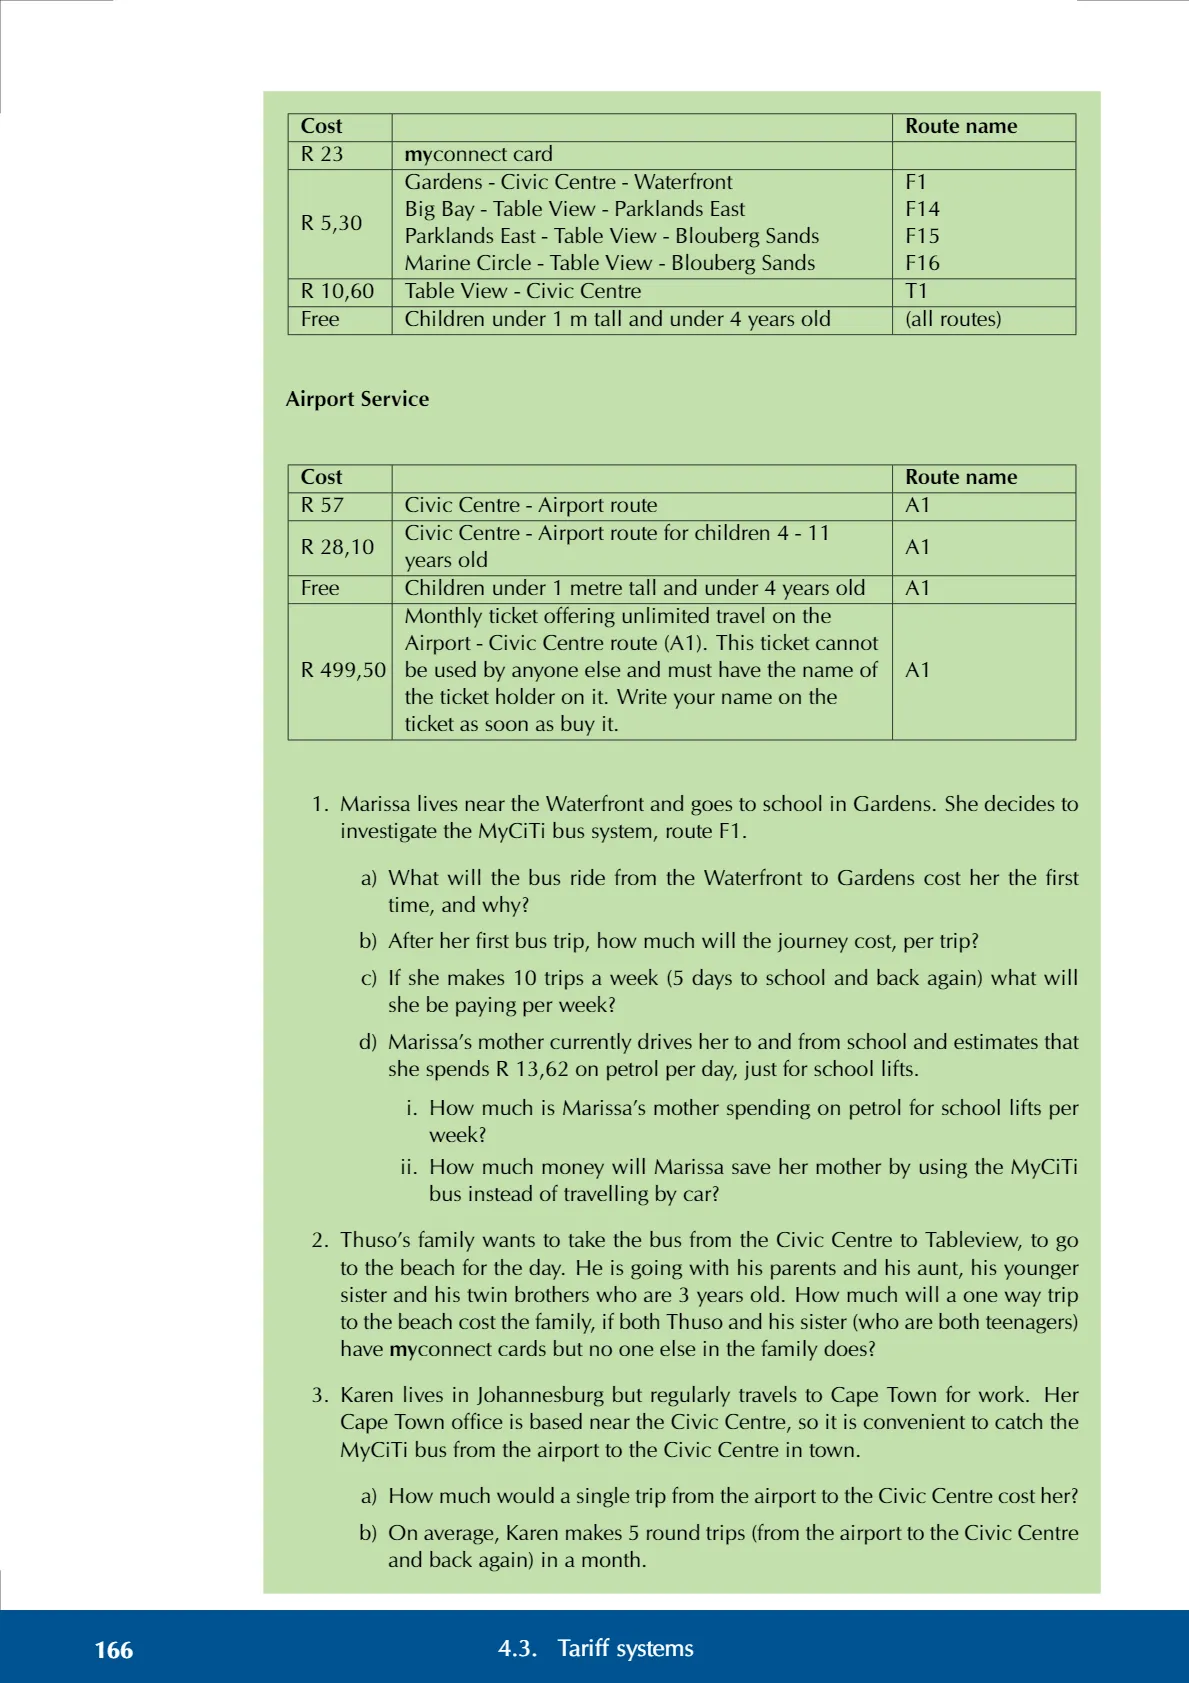 Cost Route name
R 23 myconnect card
Gardens - Civic Centre - Waterfront F1
Big Bay - Table View - Parklands East F14
R 5,30
Parklands East - Table View - Blouberg Sands F15
Marine Circle - Table View - Blouberg Sands F16
R 10,60 Table View - Civic Centre T1
Free Children under 1 m tall and under 4 years old (all routes)
Airport Service
Cost Route name
R 57 Civic Centre - Airport route A1
R 28,10 Civic Centre - Airport route for children 4 - 11 A1
years old
Free Children under 1 metre tall and under 4 years old A1
Monthly ticket offering unlimited travel on the
Airport - Civic Centre route (A1). This ticket cannot
R 499,50 be used by anyone else and must have the name of A1
the ticket holder on it. Write your name on the
ticket as soon as buy it.
1. Marissa lives near the Waterfront and goes to school in Gardens. She decides to
investigate the MyCiTi bus system, route F1.
a) What will the bus ride from the Waterfront to Gardens cost her the first
time, and why?
b) After her first bus trip, how much will the journey cost, per trip?
c) If she makes 10 trips a week (5 days to school and back again) what will
she be paying per week?
d) Marissa's mother currently drives her to and from school and estimates that
she spends R 13,62 on petrol per day, just for school lifts.
i. How much is Marissa's mother spending on petrol for school lifts per
week?
ii. How much money will Marissa save her mother by using the MyCiTi
bus instead of travelling by car?
2. Thuso's family wants to take the bus from the Civic Centre to Tableview, to go
to the beach for the day. He is going with his parents and his aunt, his younger
sister and his twin brothers who are 3 years old. How much will a one way trip
to the beach cost the family, if both Thuso and his sister (who are both teenagers)
have myconnect cards but no one else in the family does?
3. Karen lives in Johannesburg but regularly travels to Cape Town for work. Her
Cape Town office is based near the Civic Centre, so it is convenient to catch the
MyCiTi bus from the airport to the Civic Centre in town.
a) How much would a single trip from the airport to the Civic Centre cost her?
b) On average, Karen makes 5 round trips (from the airport to the Civic Centre
and back again) in a month.
166 4.3. Tariff systems